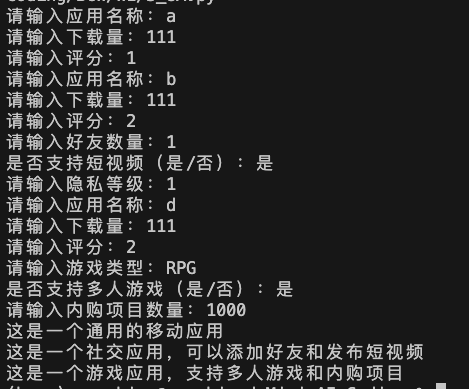 请输入应用名称: a
请输入下载量: 111
请输入评分: 1
请输入应用名称: b
请输入下载量: 111
请输入评分: 2
请输入好友数量: 1
是否支持短视频 (是/否) : 是
请输入隐私等级: 1
请输入应用名称: d
请输入下载量: 111
请输入评分: 2
请输入游戏类型: RPG
是否支持多人游戏 (是/否) : 是
请输入内购项目数量: 1000
这是一个通用的移动应用
这是一个社交应用, 可以添加好友和发布短视频
这是一个游戏应用, 支持多人游戏和内购项目